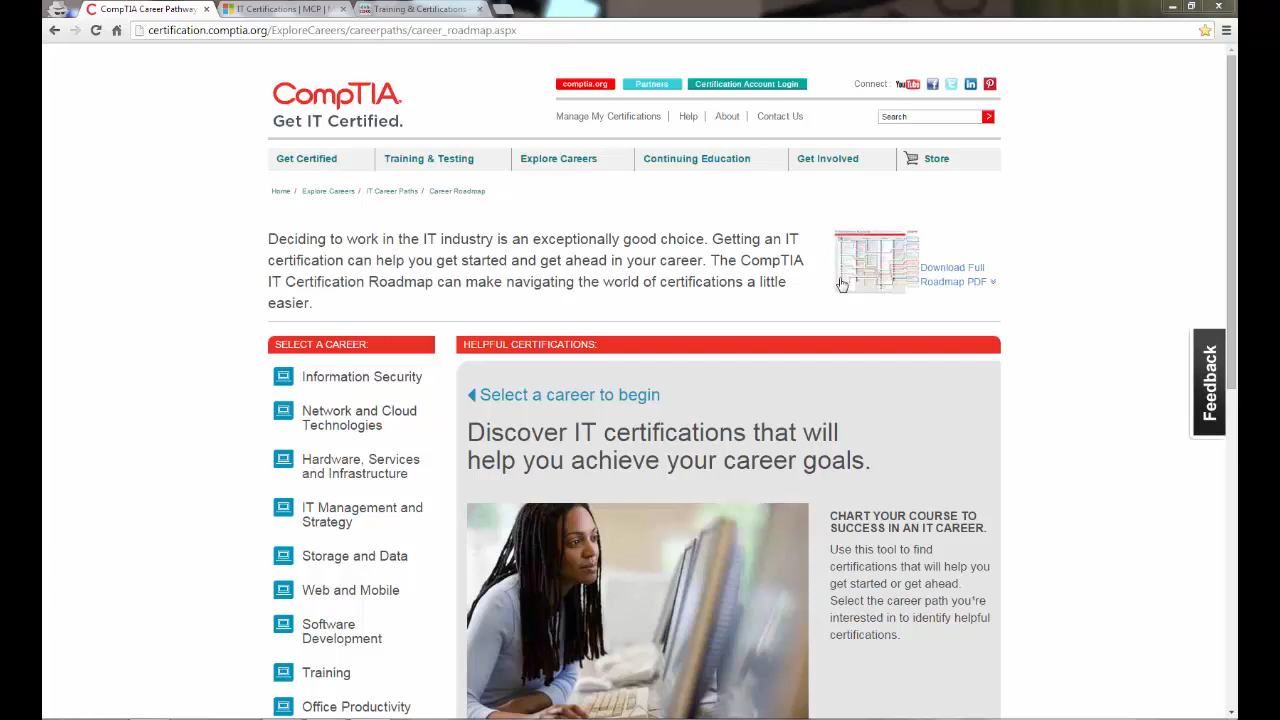 CompTIA Career Pathway
IT Certifications | MCP | M
Training & Certifications
certification.comptia.org/ExploreCareers/careerpaths/career_roadmap.aspx
CompTIA.
Get IT Certified.
comptia.org
Partners
Certification Account Login
Connect :
You Tube
Manage My Certifications | Help | About | Contact Us
Search
Get Certified
Training & Testing
Explore Careers
Continuing Education
Get Involved
Store
Home / Explore Careers / IT Career Paths / Career Roadmap
Deciding to work in the IT industry is an exceptionally good choice. Getting an IT
certification can help you get started and get ahead in your career. The CompTIA
IT Certification Roadmap can make navigating the world of certifications a little
easier.
Download Full
Roadmap PDF
SELECT A CAREER:
Information Security
Network and Cloud
Technologies
Hardware, Services
and Infrastructure
IT Management and
Strategy
Storage and Data
Web and Mobile
Software
Development
Training
Office Productivity
HELPFUL CERTIFICATIONS:
Select a career to begin
Discover IT certifications that will
help you achieve your career goals.
CHART YOUR COURSE TO
SUCCESS IN AN IT CAREER.
Use this tool to find
certifications that will help you
get started or get ahead.
Select the career path you're
interested in to identify helpful
certifications.
Feedback